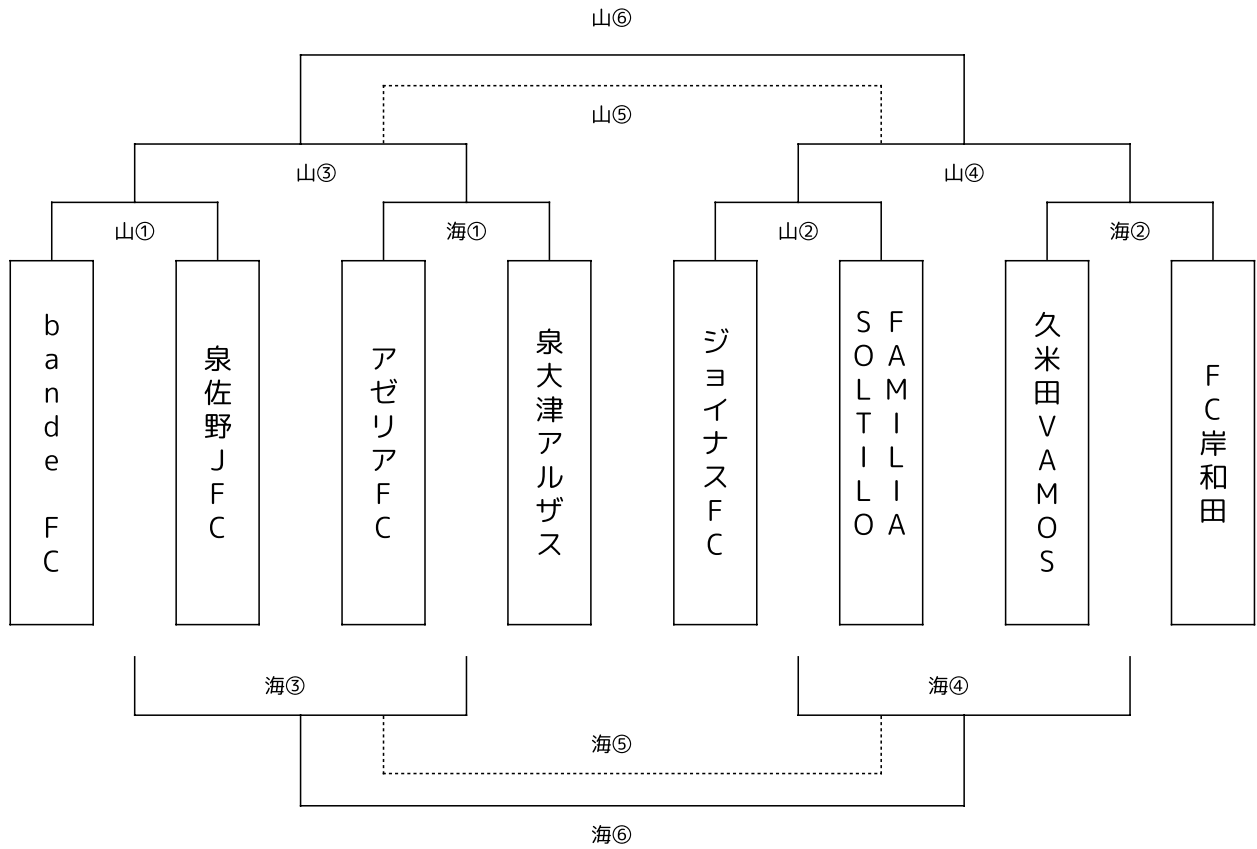 山⑥
山⑤
山③
山④
山①
海①
山②
海②
bande FC
泉佐野JFC
アゼリアFC
泉大津アルザス
ジョイナスFC
FAMILIA
SOLTILO
久米田VAMOS
FC岸和田
海③
海④
海⑤
海⑥